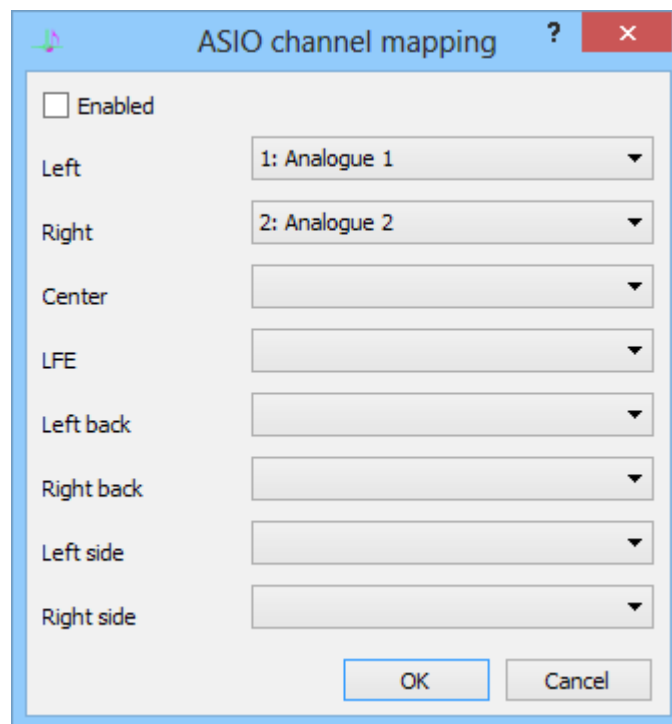 ASIO channel mapping ?
Enabled
Left 1: Analogue 1
Right 2: Analogue 2
Center
LFE
Left back
Right back
Left side
Right side
OK Cancel